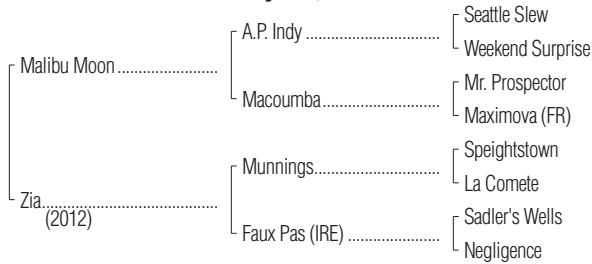 Seattle Slew
A.P. Indy
Weekend Surprise
Malibu Moon
Mr. Prospector
Macoumba
Maximova (FR)
Speightstown
Munnings
La Comete
Zia
(2012)
Sadler's Wells
Faux Pas (IRE)
Negligence